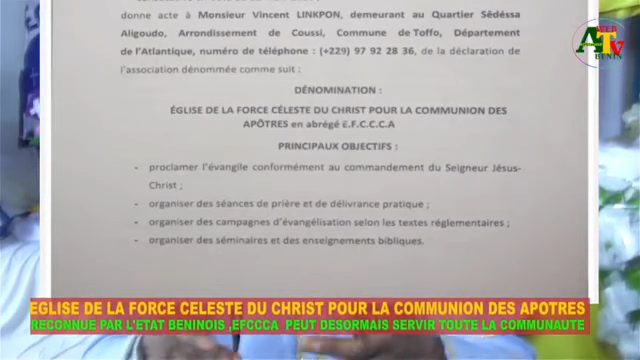 donne acte à Monsieur Vincent LINKPON, demeurant au Quartier Sêdéssa
Aligoudo, Arrondissement de Coussi, Commune de Toffo, Département
de l'Atlantique, numéro de téléphone : (+229) 97 92 28 36, de la déclaration de
l'association dénommée comme suit :
DÉNOMINATION :
ÉGLISE DE LA FORCE CÉLESTE DU CHRIST POUR LA COMMUNION DES
APÔTRES en abrégé E.F.C.C.C.A
PRINCIPAUX OBJECTIFS :
- proclamer l'évangile conformément au commandement du Seigneur Jésus-
Christ ;
- organiser des séances de prière et de délivrance pratique ;
- organiser des campagnes d'évangélisation selon les textes réglementaires ;
- organiser des séminaires et des enseignements bibliques.
WEB
ATV
BENIN
EGLISE DE LA FORCE CELESTE DU CHRIST POUR LA COMMUNION DES APOTRES
RECONNUE PAR L'ETAT BENINOIS ,EFCCCA PEUT DESORMAIS SERVIR TOUTE LA COMMUNAUTE